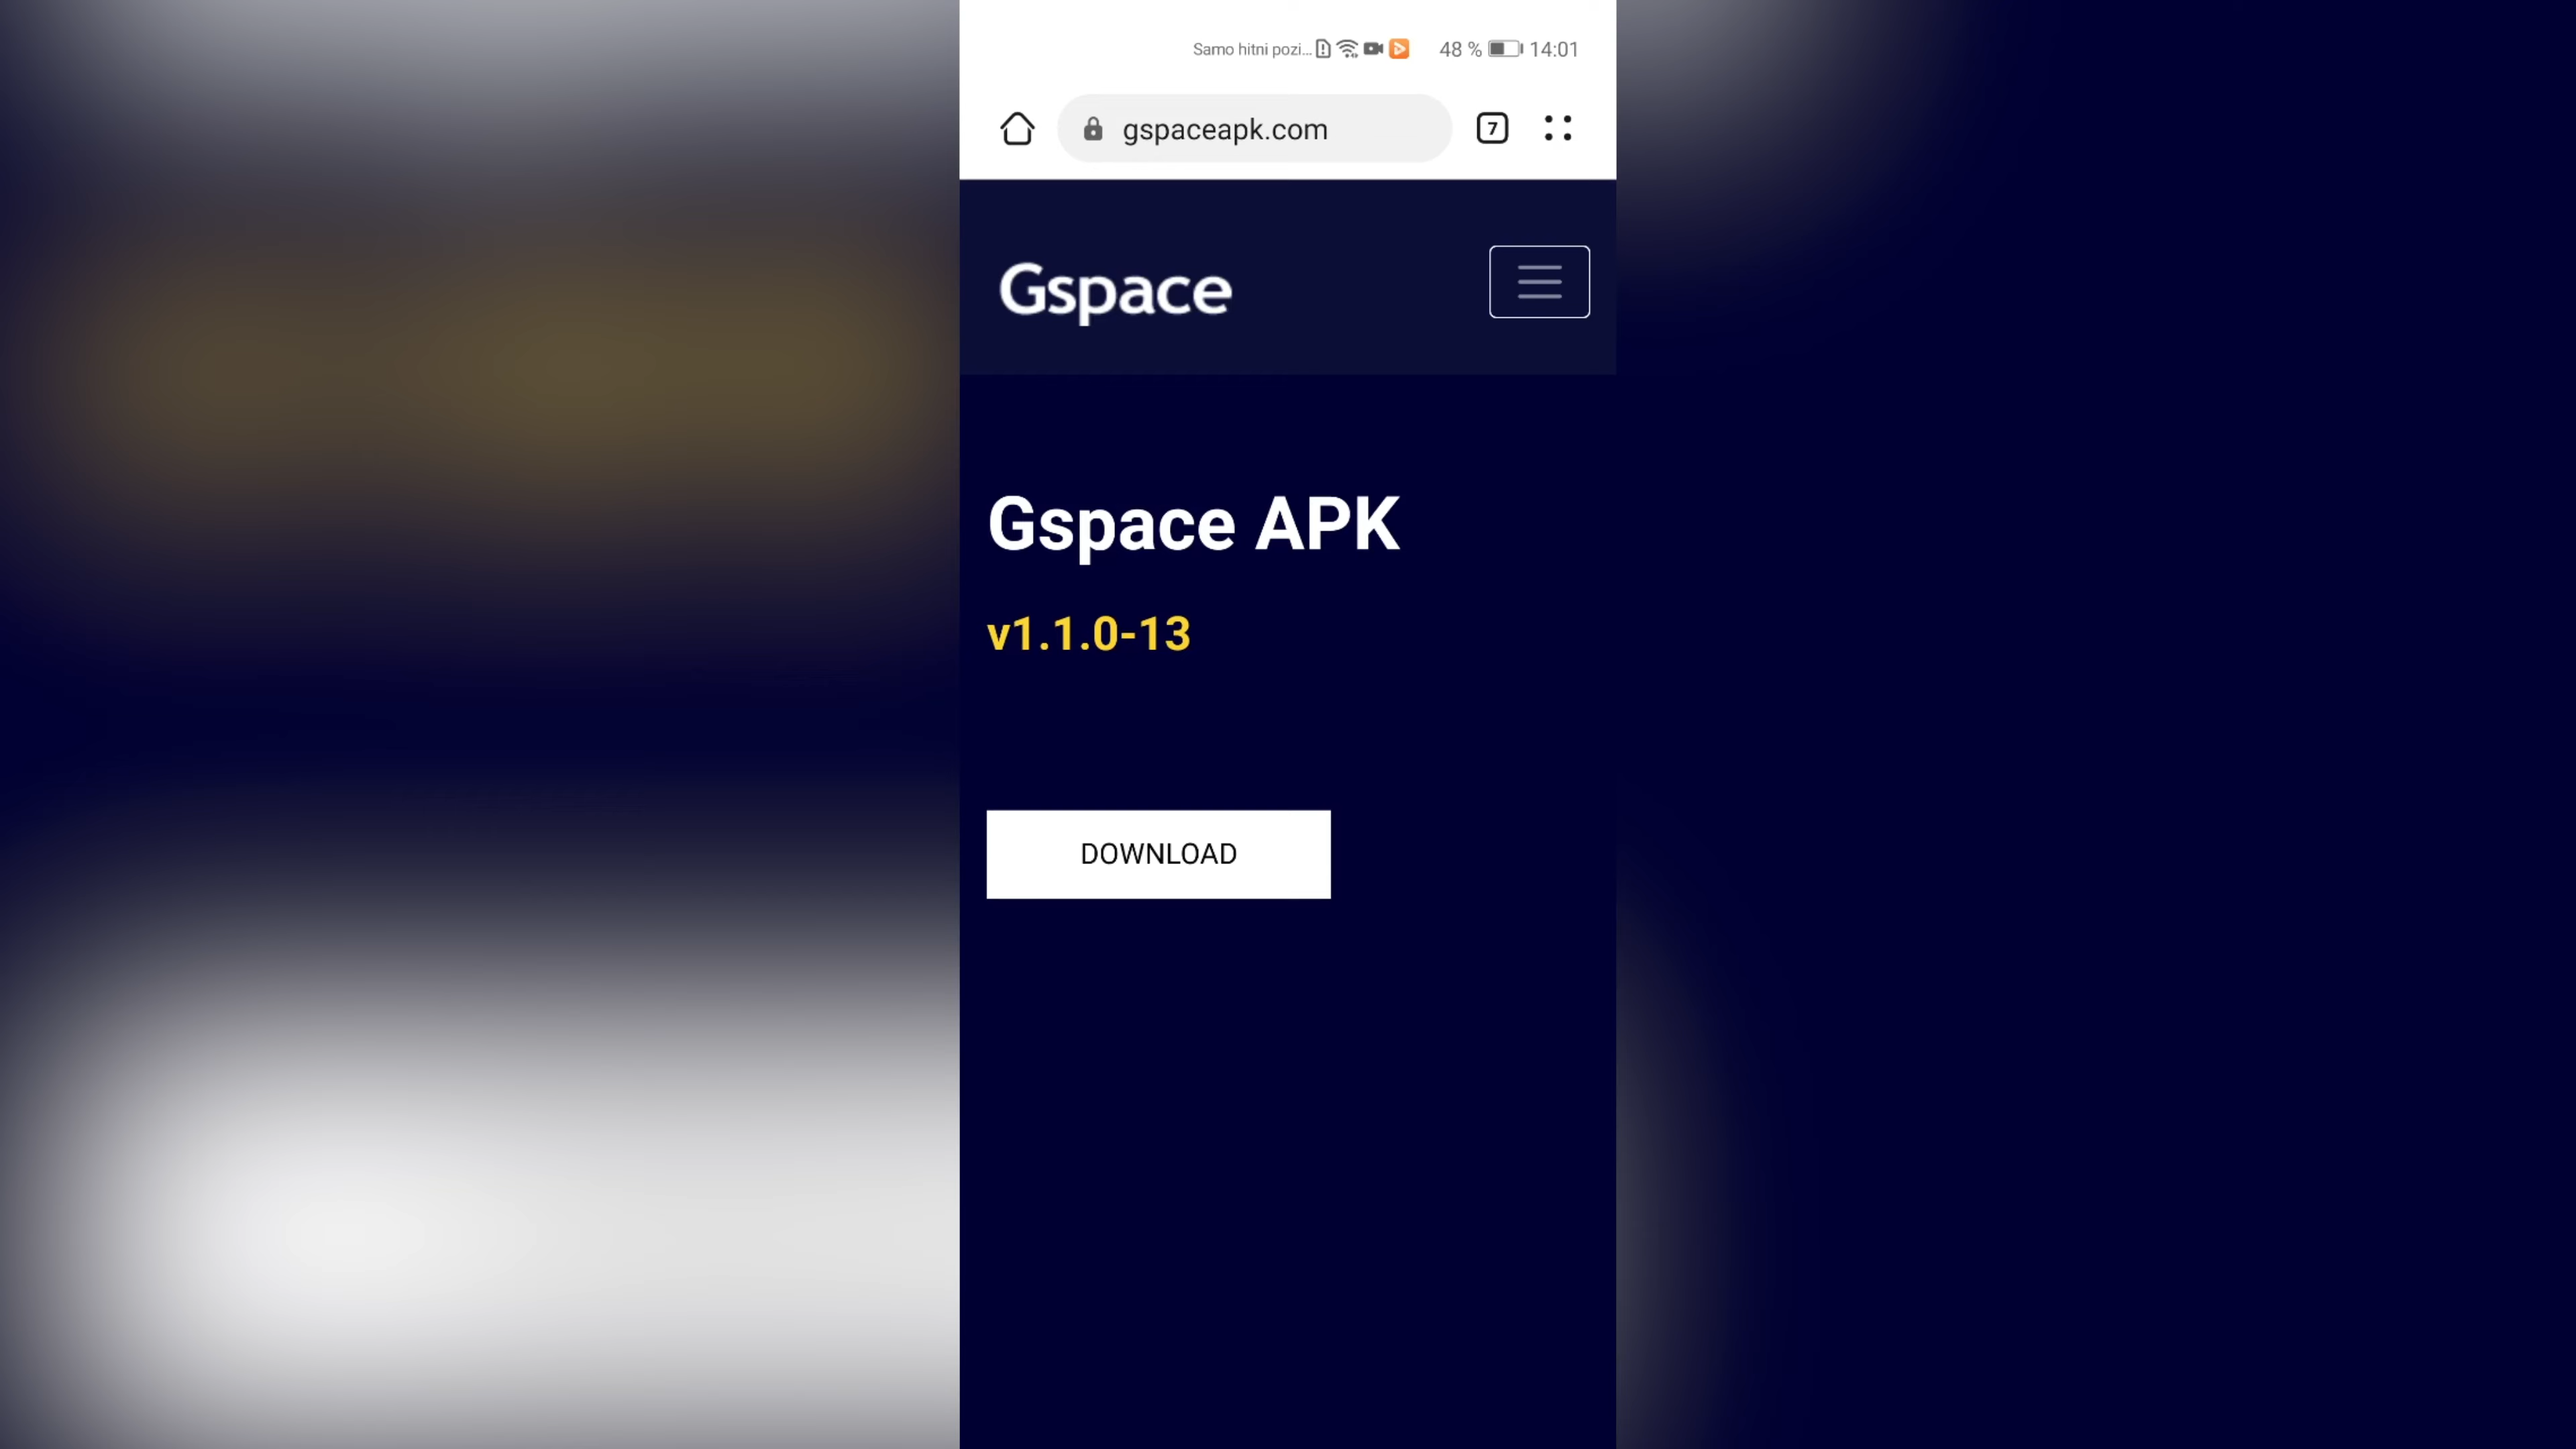 Samo hitni pozi... 48 % 14:01
gspaceapk.com 7
Gspace
Gspace APK
v1.1.0-13
DOWNLOAD